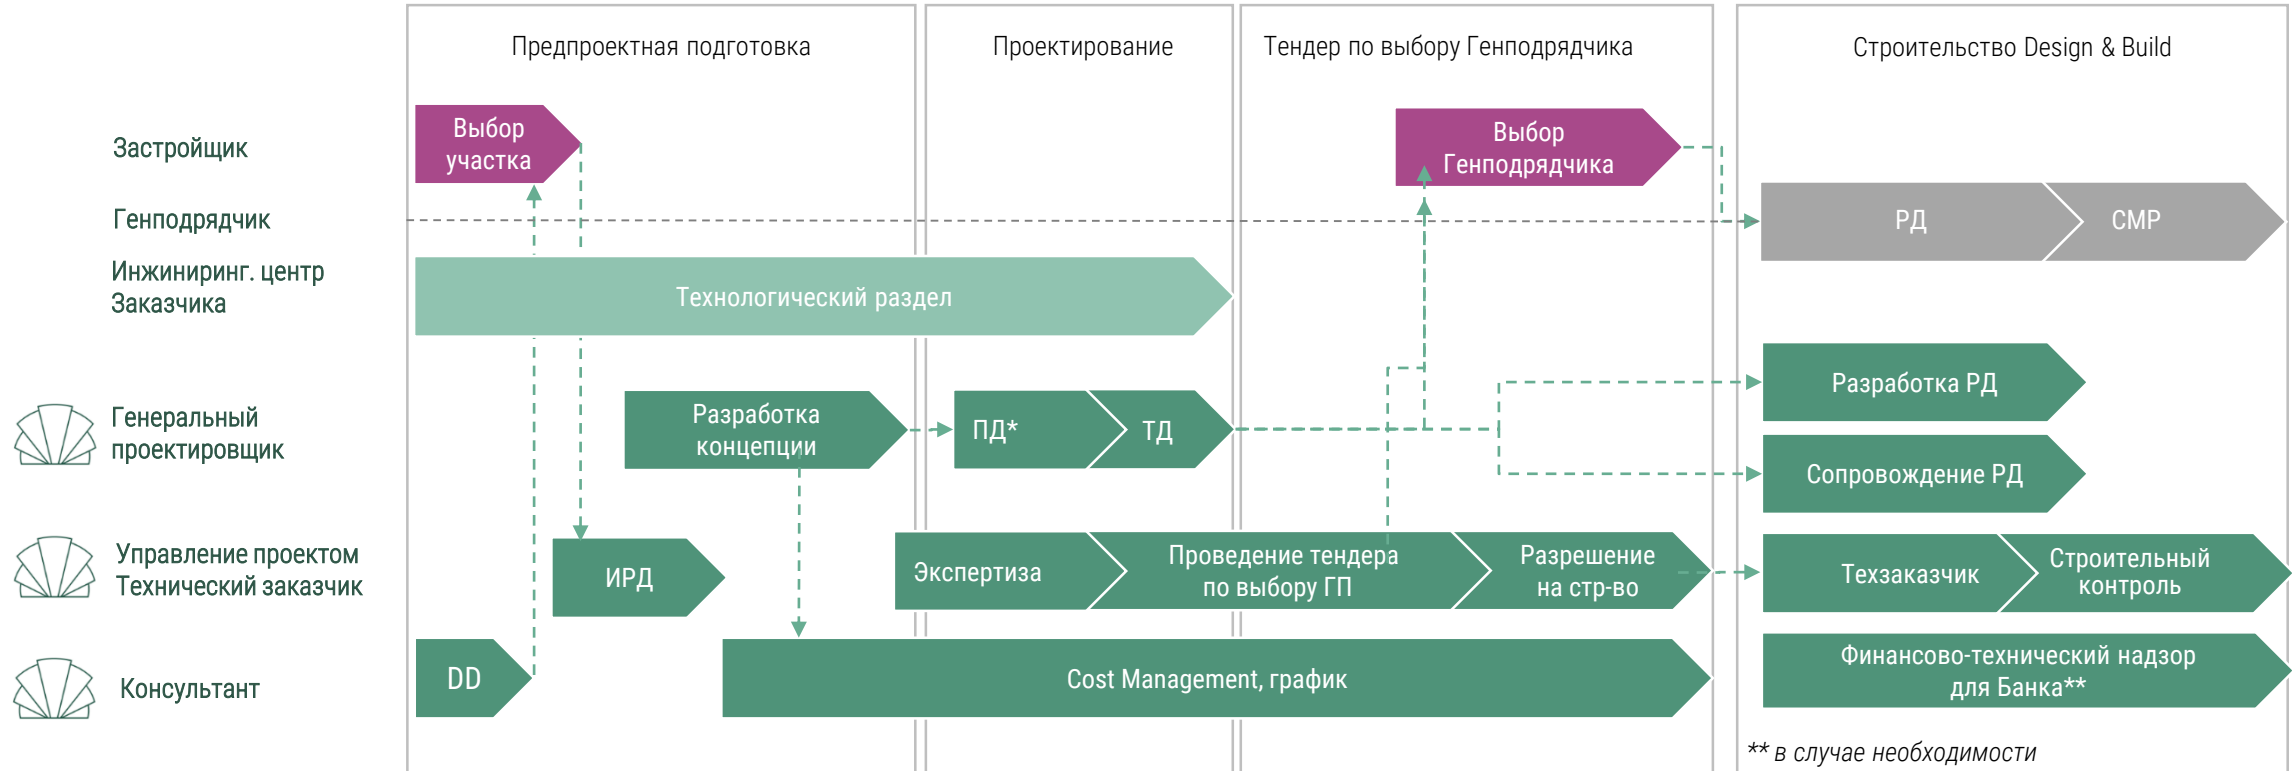 Предпроектная подготовка
Проектирование
Тендер по выбору Генподрядчика
Строительство Design & Build
Застройщик
Выбор
участка
Выбор
Генподрядчика
Генподрядчик
РД
СМР
Инжиниринг. центр
Заказчика
Технологический раздел
Генеральный
проектировщик
Разработка
концепции
ПД*
ТД
Разработка РД
Сопровождение РД
Управление проектом
Технический заказчик
ИРД
Экспертиза
Проведение тендера
по выбору ГП
Разрешение
на стр-во
Техзаказчик
Строительный
контроль
Консультант
DD
Cost Management, график
Финансово-технический надзор
для Банка**
** в случае необходимости